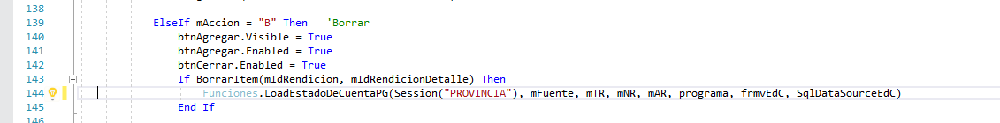 138
139 ElseIf mAccion = "B" Then 'Borrar
140 btnAgregar.Visible = True
141 btnAgregar.Enabled = True
142 btnCerrar.Enabled = True
143 If BorrarItem(mIdRendicion, mIdRendicionDetalle) Then
144 Funciones.LoadEstadoDeCuentaPG(Session("PROVINCIA"), mFuente, mTR, mNR, mAR, programa, frmvEdC, SqlDataSourceEdC)
145 End If
146